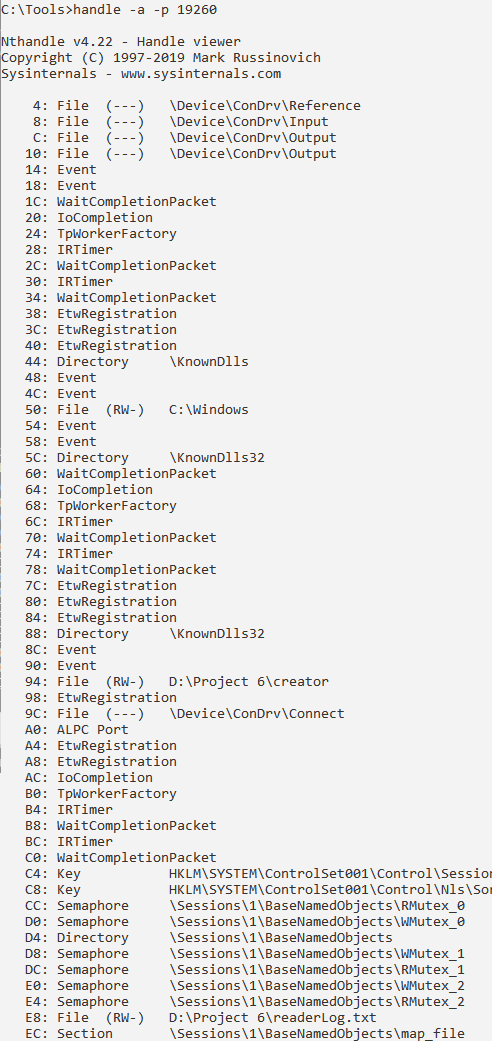 C:\Tools>handle -a -p 19260
Nthandle v4.22 - Handle viewer
Copyright (C) 1997-2019 Mark Russinovich
Sysinternals - www.sysinternals.com
4: File (---) \Device\ConDrv\Reference
8: File (---) \Device\ConDrv\Input
C: File (---) \Device\ConDrv\Output
10: File (---) \Device\ConDrv\Output
14: Event
18: Event
1C: WaitCompletionPacket
20: IoCompletion
24: TpWorkerFactory
28: IRTimer
2C: WaitCompletionPacket
30: IRTimer
34: WaitCompletionPacket
38: EtwRegistration
3C: EtwRegistration
40: EtwRegistration
44: Directory \KnownDlls
48: Event
4C: Event
50: File (RW-) C:\Windows
54: Event
58: Event
5C: Directory \KnownDlls32
60: WaitCompletionPacket
64: IoCompletion
68: TpWorkerFactory
6C: IRTimer
70: WaitCompletionPacket
74: IRTimer
78: WaitCompletionPacket
7C: EtwRegistration
80: EtwRegistration
84: EtwRegistration
88: Directory \KnownDlls32
8C: Event
90: Event
94: File (RW-) D:\Project 6\creator
98: EtwRegistration
9C: File (---) \Device\ConDrv\Connect
A0: ALPC Port
A4: EtwRegistration
A8: EtwRegistration
AC: IoCompletion
B0: TpWorkerFactory
B4: IRTimer
B8: WaitCompletionPacket
BC: IRTimer
C0: WaitCompletionPacket
C4: Key HKLM\SYSTEM\ControlSet001\Control\Session
C8: Key HKLM\SYSTEM\ControlSet001\Control\Nls\Sor
CC: Semaphore \Sessions\1\BaseNamedObjects\RMutex_0
D0: Semaphore \Sessions\1\BaseNamedObjects\WMutex_0
D4: Directory \Sessions\1\BaseNamedObjects
D8: Semaphore \Sessions\1\BaseNamedObjects\WMutex_1
DC: Semaphore \Sessions\1\BaseNamedObjects\RMutex_1
E0: Semaphore \Sessions\1\BaseNamedObjects\WMutex_2
E4: Semaphore \Sessions\1\BaseNamedObjects\RMutex_2
E8: File (RW-) D:\Project 6\readerLog.txt
EC: Section \Sessions\1\BaseNamedObjects\map_file